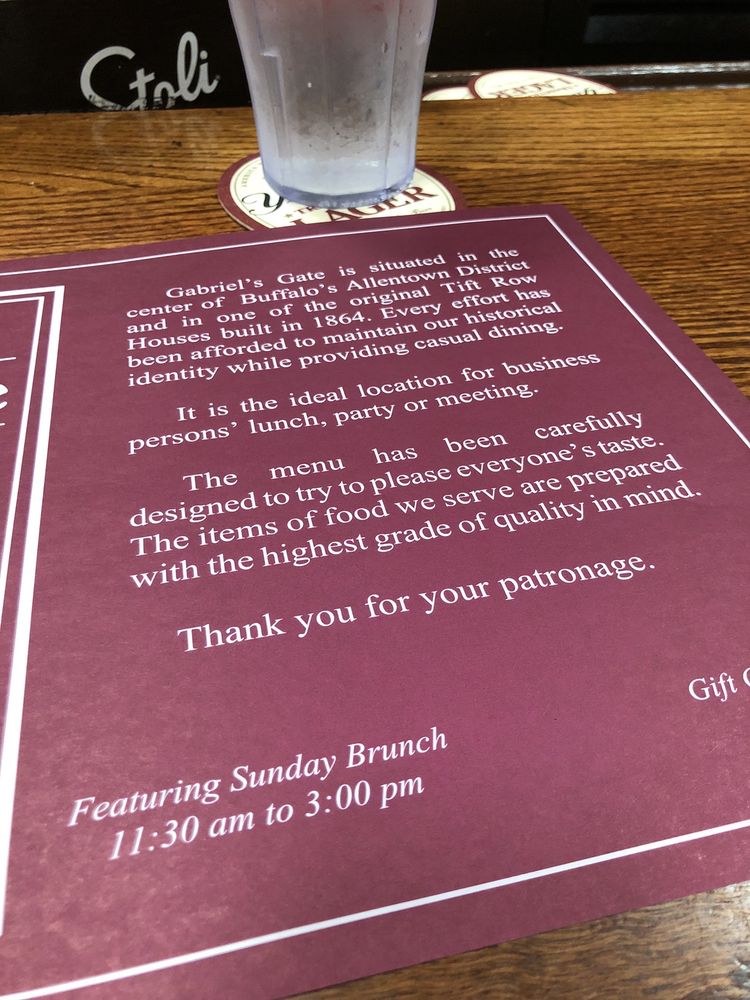 Stoli
LAGER
LAGER
Gabriel's Gate is situated in the
center of Buffalo's Allentown District
and in one of the original Tift Row
Houses built in 1864. Every effort has
been afforded to maintain our historical
identity while providing casual dining.
It is the ideal location for business
persons' lunch, party or meeting.
The menu has been carefully
designed to try to please everyone's taste.
The items of food we serve are prepared
with the highest grade of quality in mind.
Thank you for your patronage.
Gift
Featuring Sunday Brunch
11:30 am to 3:00 pm